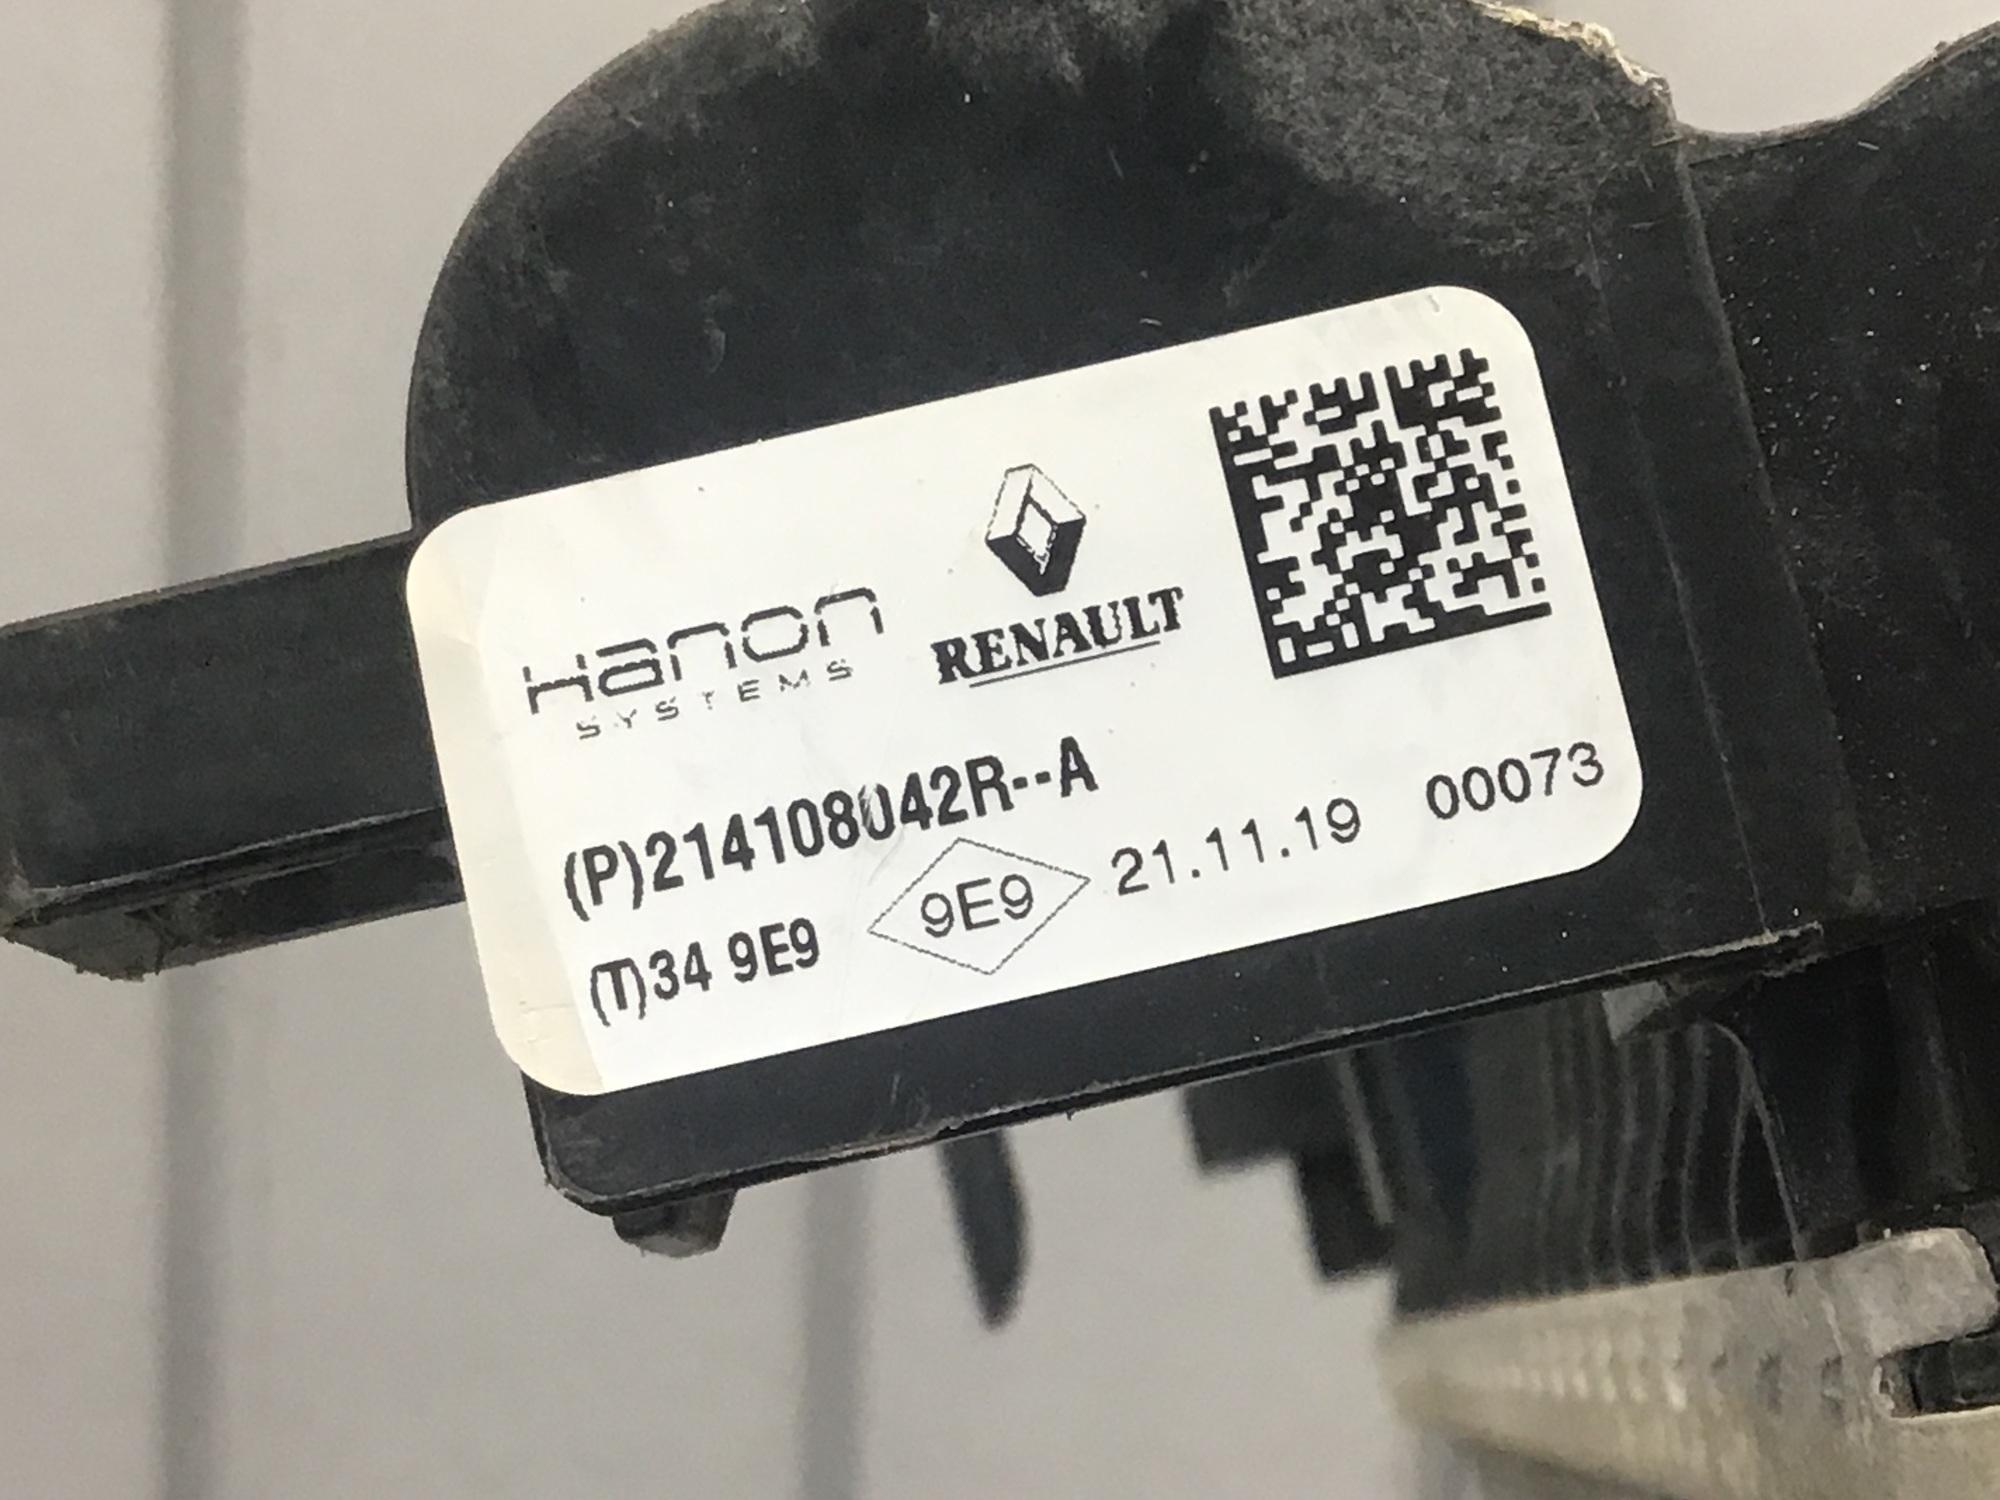 Hanon
SYSTEMS
RENAULT
(P)214108042R--A
(T)34 9E9
9E9
21.11.19
00073